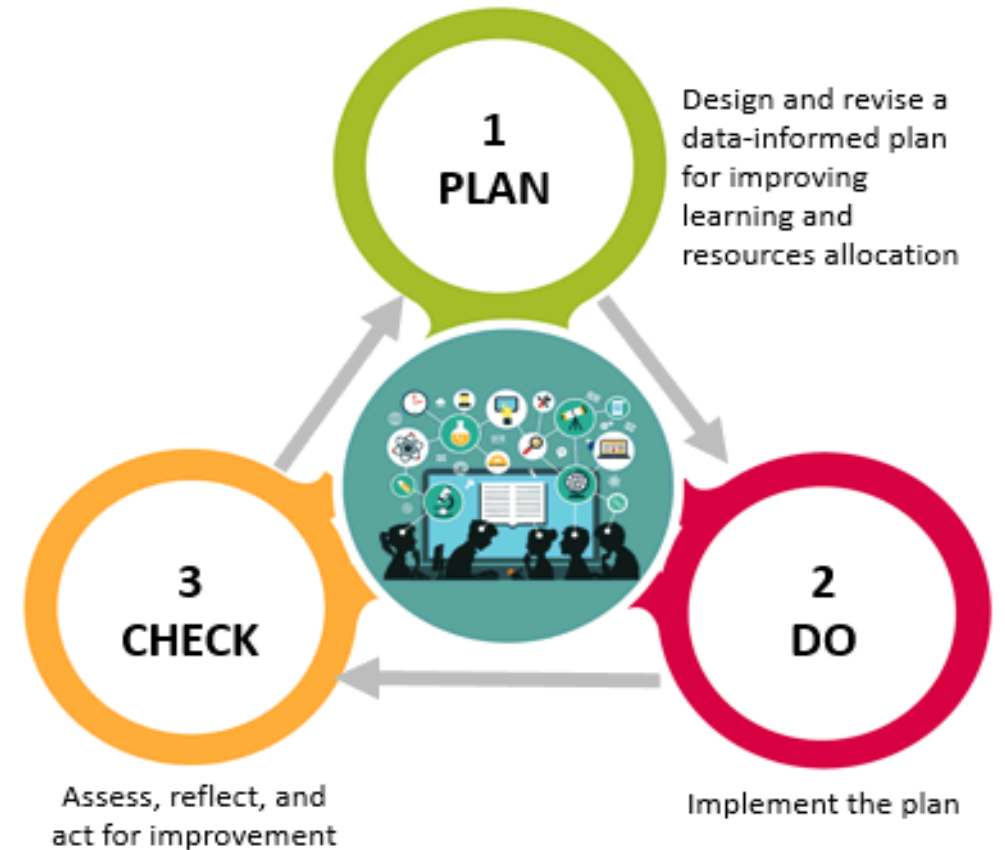 1
PLAN
Design and revise a
data-informed plan
for improving
learning and
resources allocation
2
DO
Implement the plan
3
CHECK
Assess, reflect, and
act for improvement